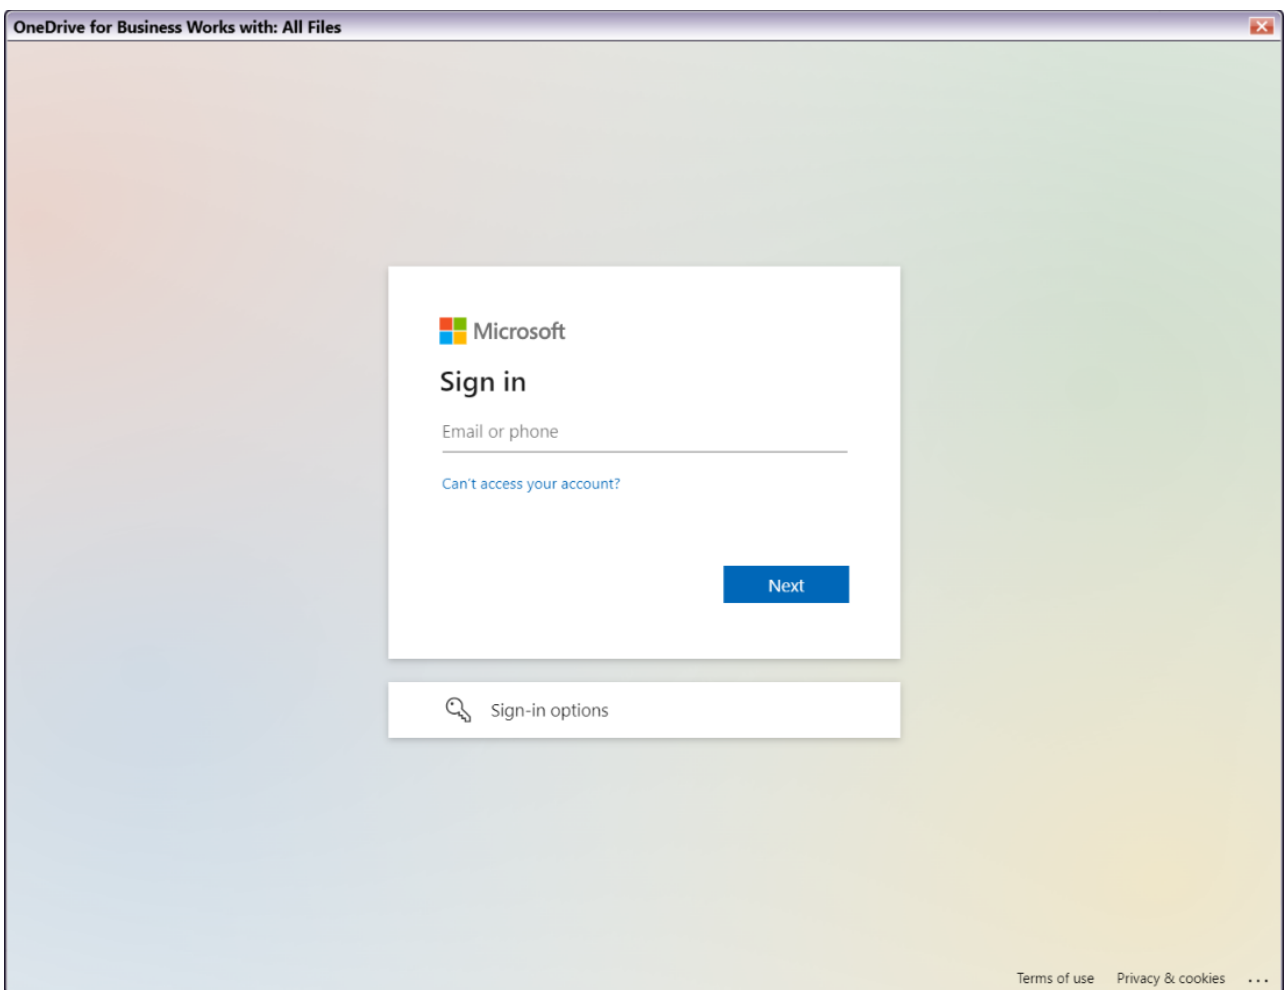 OneDrive for Business Works with: All Files
Microsoft
Sign in
Email or phone
Can't access your account?
Next
Sign-in options
Terms of use Privacy & cookies ...